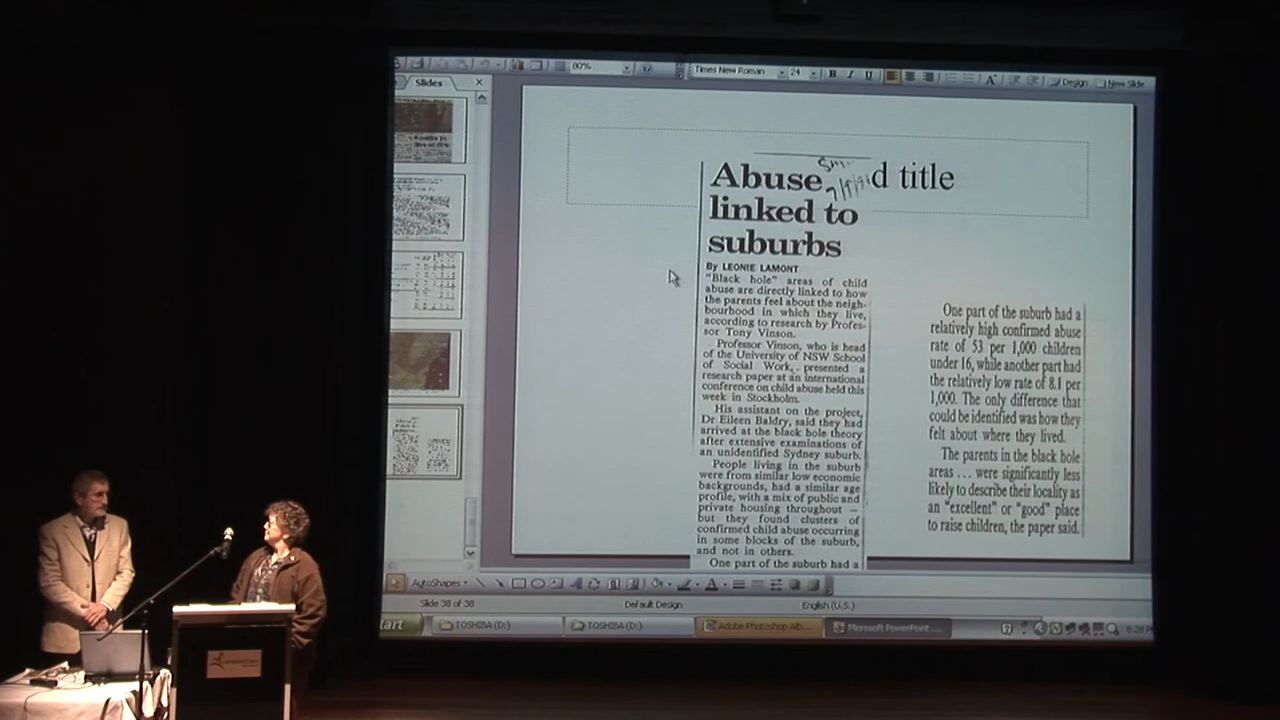 80%
Times New Roman
24
B I U
Design
New Slide
Slides
Abuse
d title
linked to
suburbs
By LEONIE LAMONT
"Black hole" areas of child
abuse are directly linked to how
the parents feel about the neigh-
bourhood in which they live,
according to research by Profes-
sor Tony Vinson.
Professor Vinson, who is head
of the University of NSW School
of Social Work, presented a
research paper at an international
conference on child abuse held this
week in Stockholm.
His assistant on the project,
Dr Eileen Baldry, said they had
arrived at the black hole theory
after extensive examinations of
an unidentified Sydney suburb.
People living in the suburb
were from similar low economic
backgrounds, had a similar age
profile, with a mix of public and
private housing throughout —
but they found clusters of
confirmed child abuse occurring
in some blocks of the suburb,
and not in others.
One part of the suburb had a
One part of the suburb had a
relatively high confirmed abuse
rate of 53 per 1,000 children
under 16, while another part had
the relatively low rate of 8.1 per
1,000. The only difference that
could be identified was how they
felt about where they lived.
The parents in the black hole
areas ... were significantly less
likely to describe their locality as
an "excellent" or "good" place
to raise children, the paper said.
AutoShapes
Slide 38 of 38
Default Design
English (U.S.)
tart
TOSHIBA (D:)
TOSHIBA (D:)
Adobe Photoshop Alb...
Microsoft PowerPoint ...